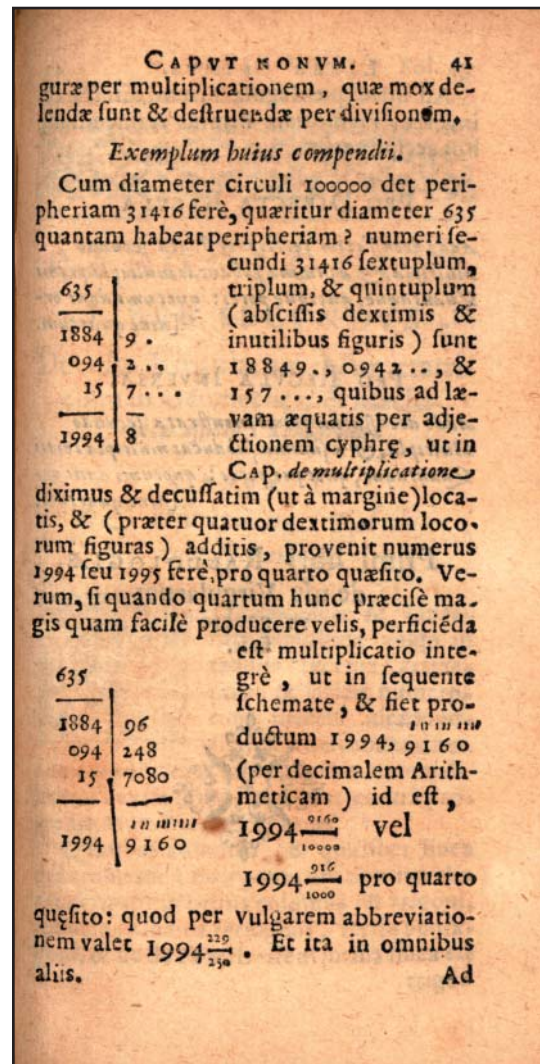 CAPVT NONVM. 41
guræ per multiplicationem, quæ mox de-
lendæ sunt & destruendæ per divisionem.
Exemplum huius compendii.
Cum diameter circuli 100000 det peri-
pheriam 31416 ferè, quæritur diameter 635
quantam habeat peripheriam? numeri se-
cundi 31416 sextuplum,
635 triplum, & quintuplum
(abscissis dextimis &
1884 | 9 . inutilibus figuris) sunt
094 | 2 .. 18849., 0942.., &
15 | 7 ... 157..., quibus ad læ-
vam æquatis per adje-
1994 | 8 ctionem cyphrę, ut in
CAP. de multiplicatione
diximus & decussatim (ut à margine) loca-
tis, & (præter quatuor dextimorum loco-
rum figuras) additis, provenit numerus
1994 seu 1995 ferè, pro quarto quæsito. Ve-
rum, si quando quartum hunc præcisè ma-
gis quam facilè producere velis, perficiéda
est multiplicatio inte-
635 grè, ut in sequente
schemate, & fiet pro-
1884 | 96 ductum 1994, 9 1 6 0
094 | 248 (per decimalem Arith-
15 | 7080 meticam) id est,
1994 | 9160 1994 9160/10000 vel
1994 916/1000 pro quarto
quęsito: quod per vulgarem abbreviatio-
nem valet 1994 229/250. Et ita in omnibus
aliis. Ad